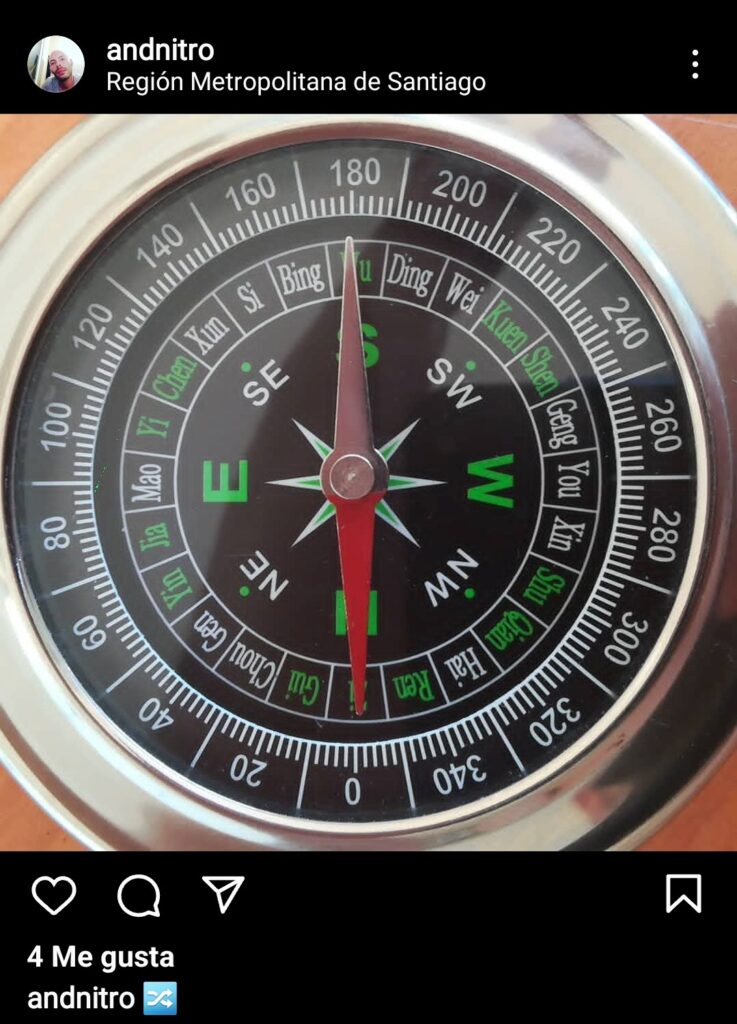 andnitro
Región Metropolitana de Santiago
180
200
220
240
260
280
300
320
340
0
20
40
60
80
100
120
140
160
Ding
Wei
Kuen
Shen
Geng
You
Xin
Shu
Qian
Hai
Ren
Gui
Chou
Gen
Yin
Jia
Mao
Yi
Chen
Xun
Si
Bing
S
SW
W
NW
NE
E
SE
4 Me gusta
andnitro 🔀